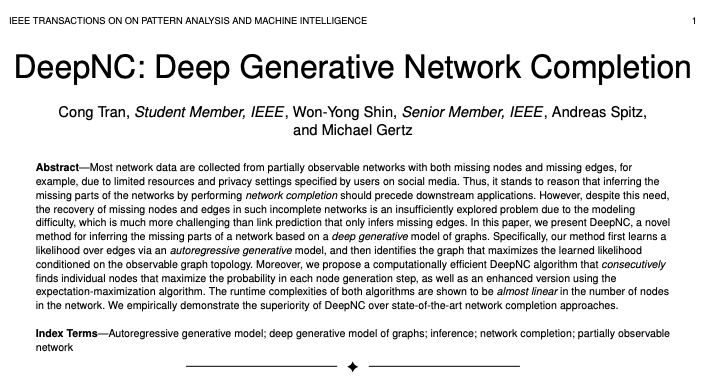 IEEE TRANSACTIONS ON ON PATTERN ANALYSIS AND MACHINE INTELLIGENCE 1
DeepNC: Deep Generative Network Completion
Cong Tran, Student Member, IEEE, Won-Yong Shin, Senior Member, IEEE, Andreas Spitz,
and Michael Gertz
Abstract—Most network data are collected from partially observable networks with both missing nodes and missing edges, for
example, due to limited resources and privacy settings specified by users on social media. Thus, it stands to reason that inferring the
missing parts of the networks by performing network completion should precede downstream applications. However, despite this need,
the recovery of missing nodes and edges in such incomplete networks is an insufficiently explored problem due to the modeling
difficulty, which is much more challenging than link prediction that only infers missing edges. In this paper, we present DeepNC, a novel
method for inferring the missing parts of a network based on a deep generative model of graphs. Specifically, our method first learns a
likelihood over edges via an autoregressive generative model, and then identifies the graph that maximizes the learned likelihood
conditioned on the observable graph topology. Moreover, we propose a computationally efficient DeepNC algorithm that consecutively
finds individual nodes that maximize the probability in each node generation step, as well as an enhanced version using the
expectation-maximization algorithm. The runtime complexities of both algorithms are shown to be almost linear in the number of nodes
in the network. We empirically demonstrate the superiority of DeepNC over state-of-the-art network completion approaches.
Index Terms—Autoregressive generative model; deep generative model of graphs; inference; network completion; partially observable
network